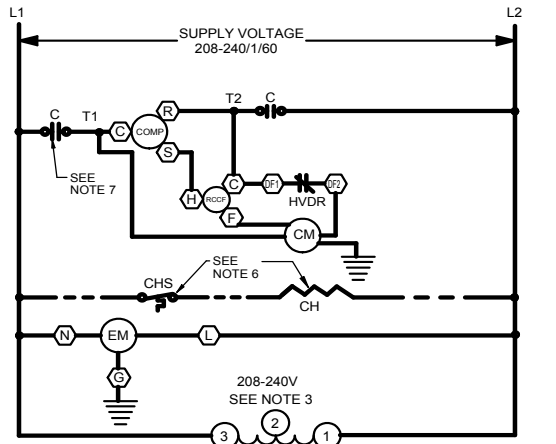 L1 L2
SUPPLY VOLTAGE
208-240/1/60
C T1 C COMP R T2 C
S
SEE
NOTE 7
H RCCF C DF1 DF2
HVDR
F
CM
SEE
NOTE 6
CHS
CH
N EM L
G
208-240V
SEE NOTE 3
3 2 1